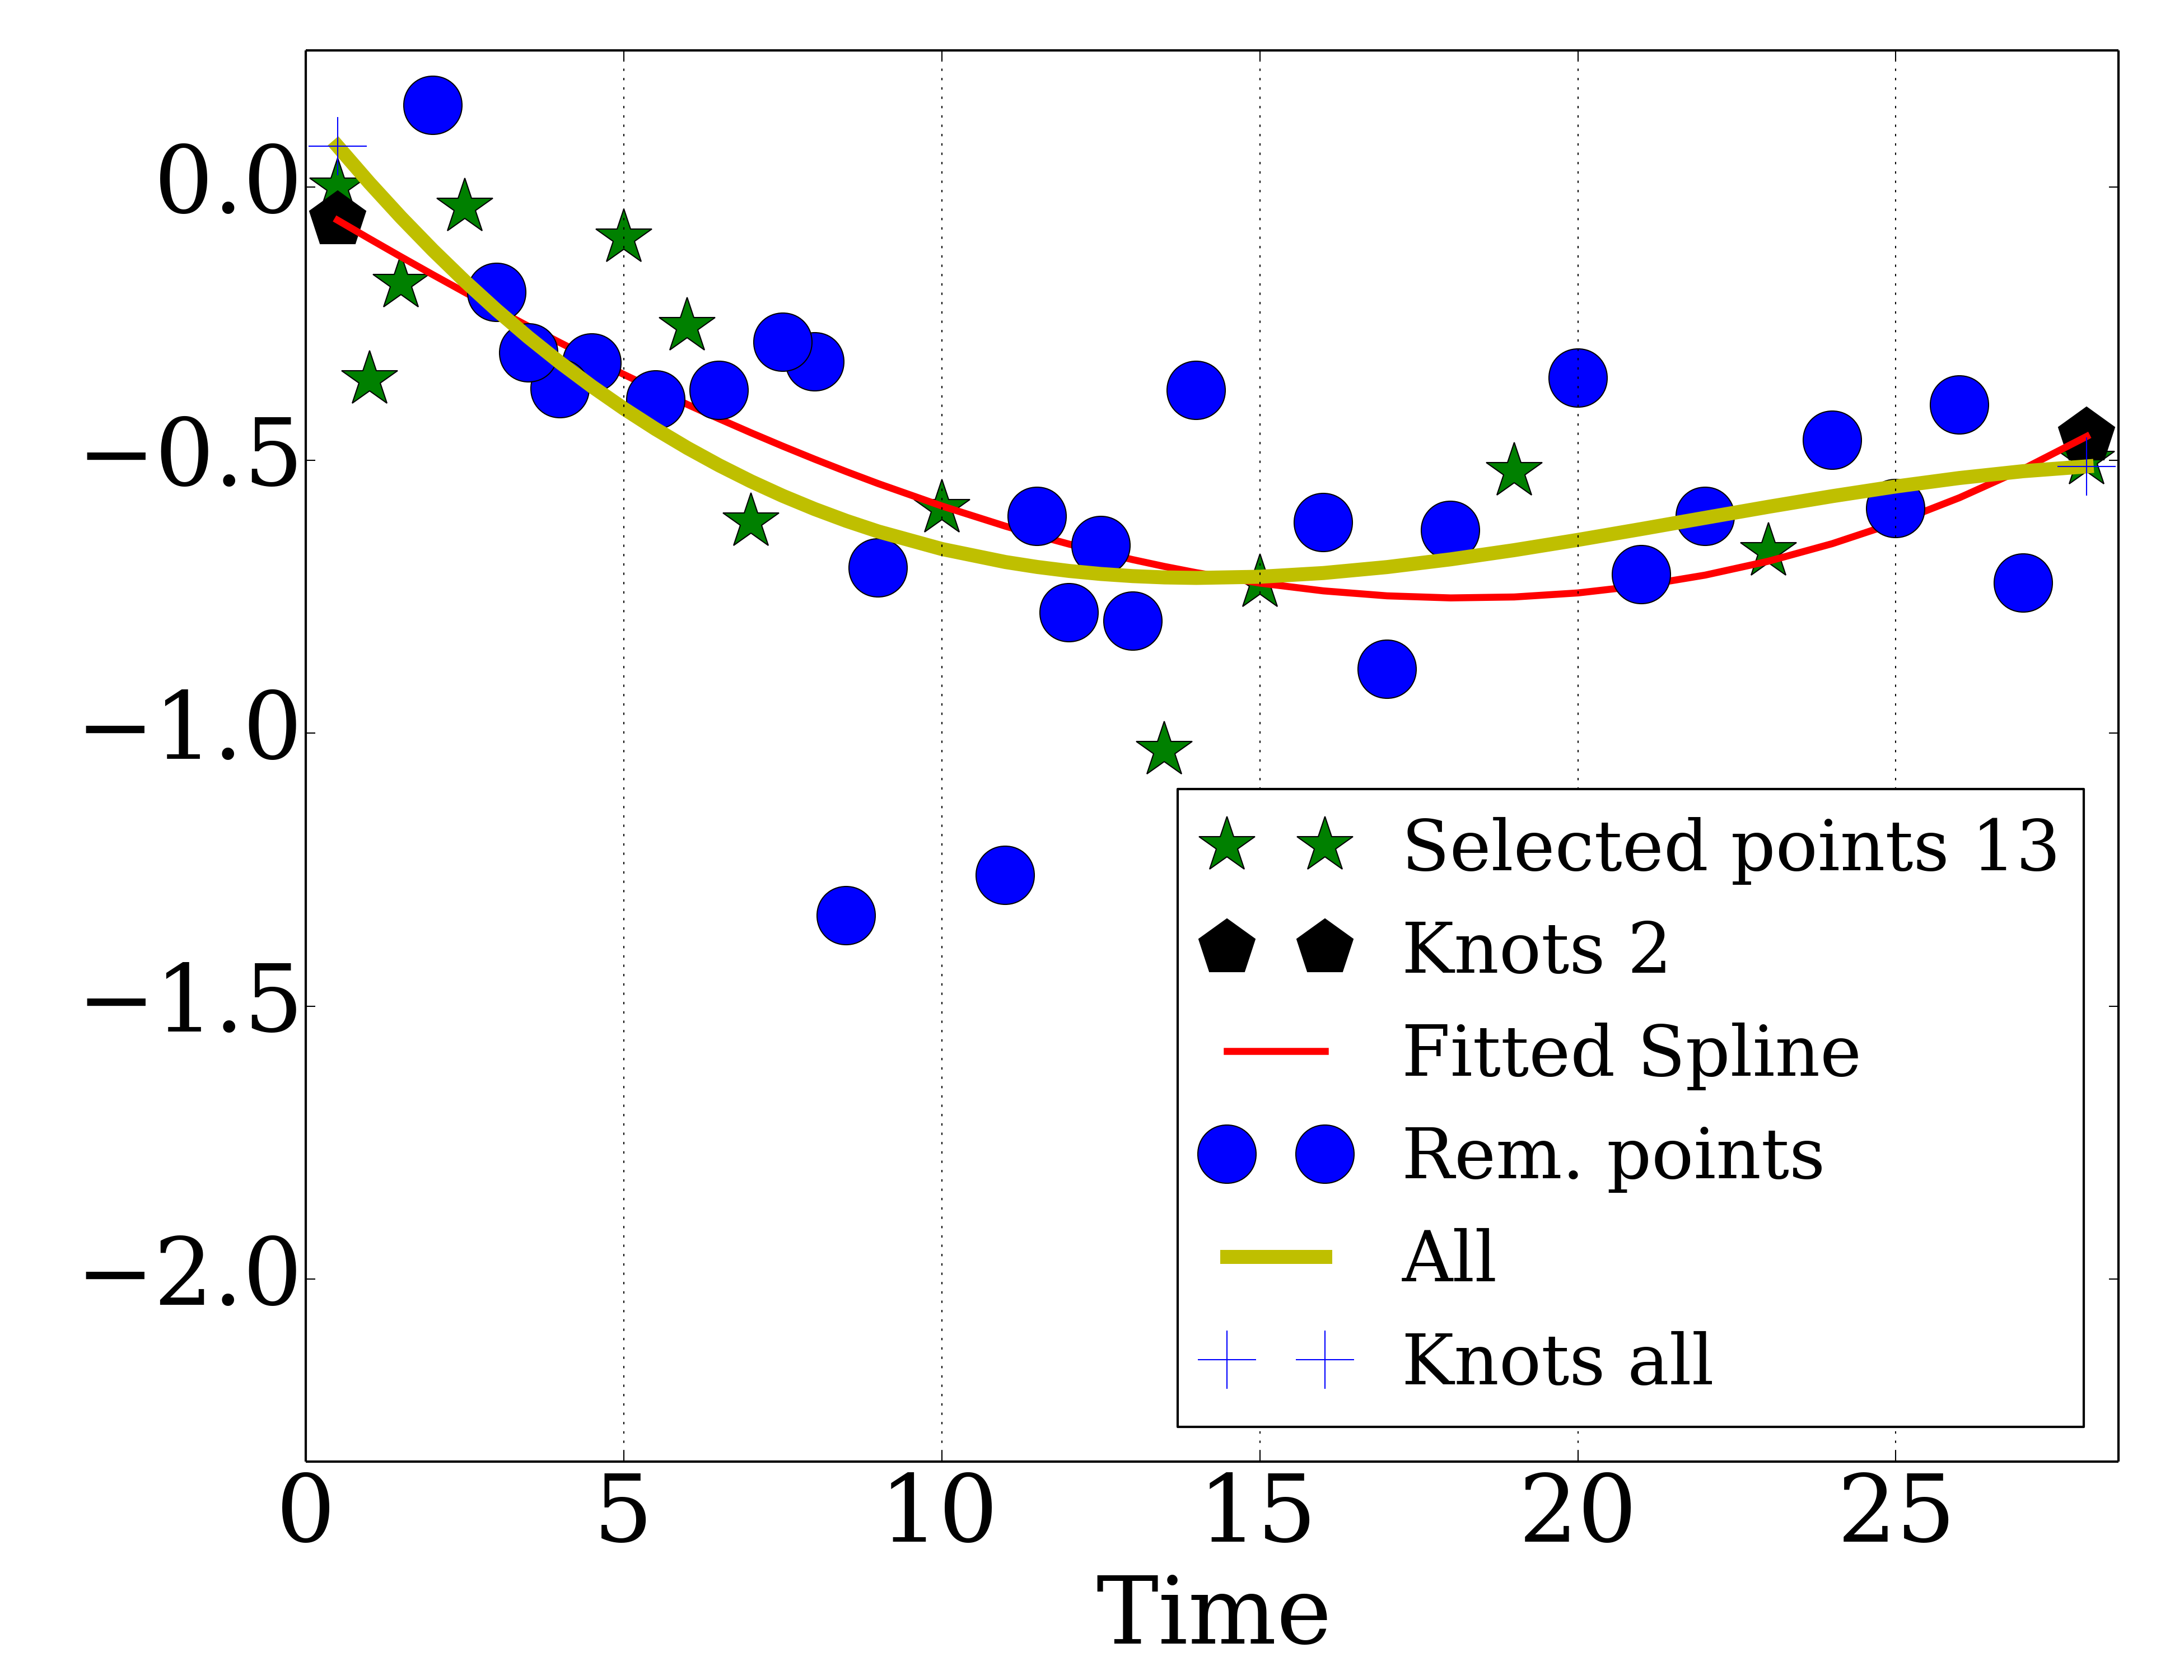 0.0
−0.5
−1.0
−1.5
−2.0
Selected points 13
Knots 2
Fitted Spline
Rem. points
All
Knots all
0 5 10 15 20 25
Time